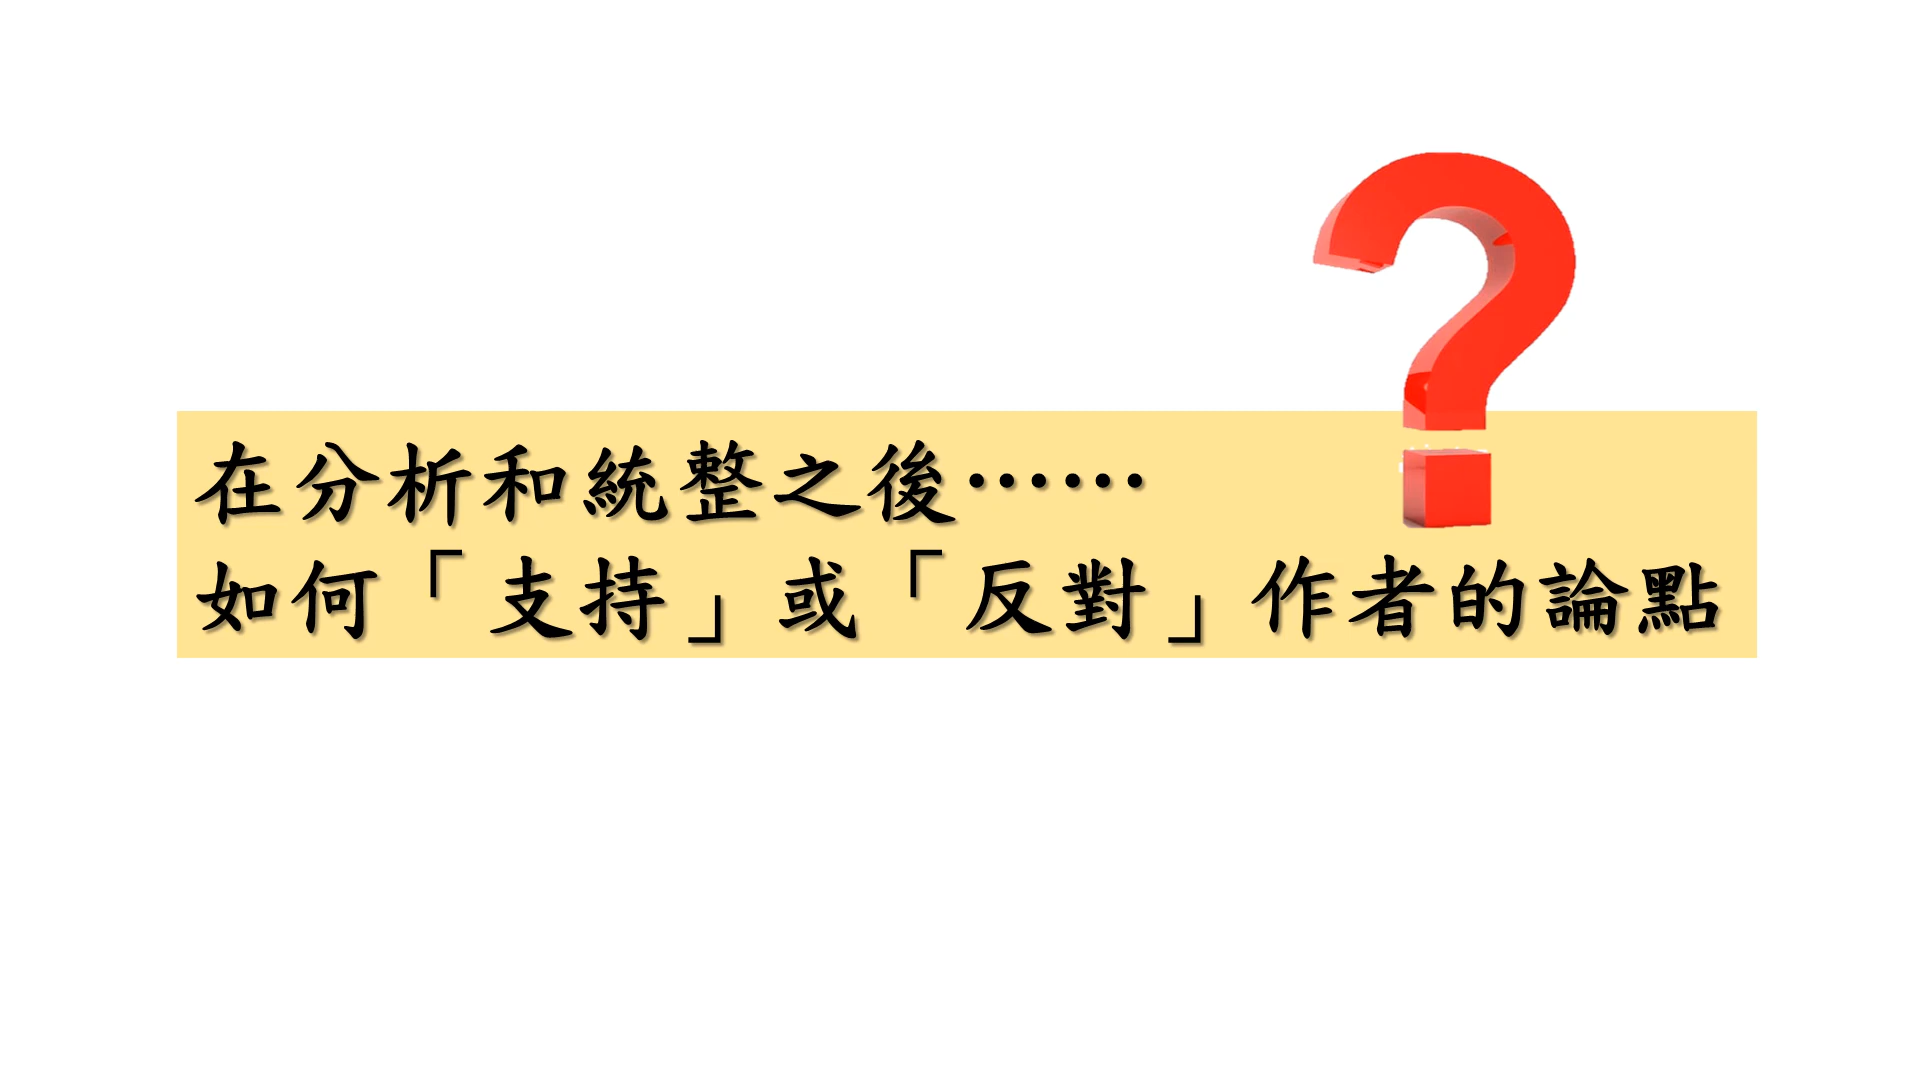 在分析和統整之後……
如何「支持」或「反對」作者的論點
?